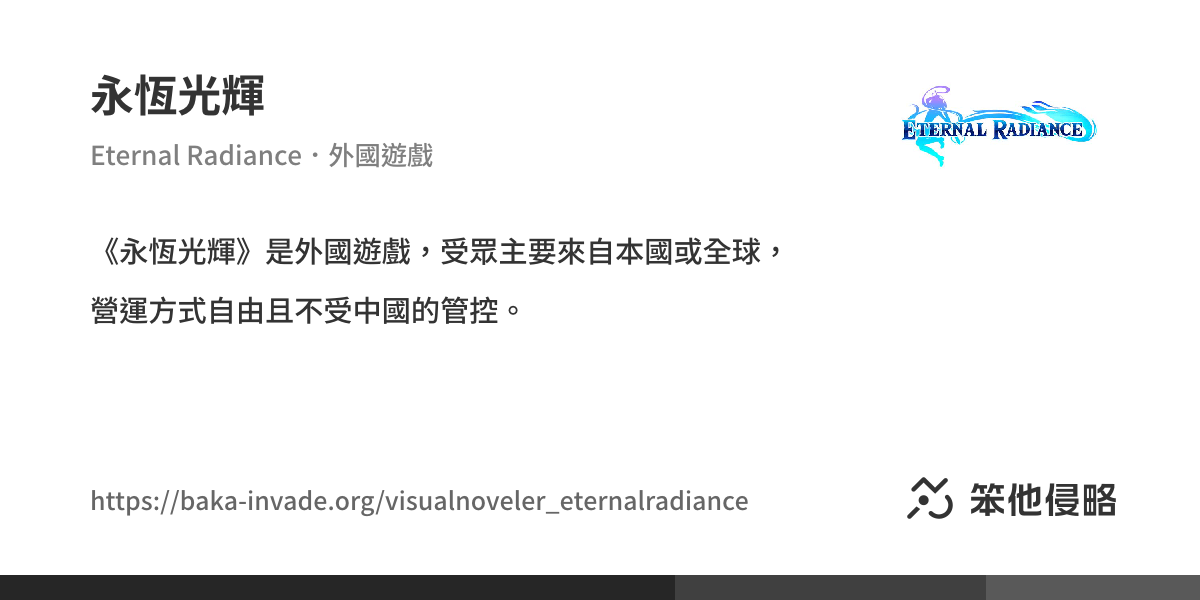 永恆光輝
Eternal Radiance・外國遊戲
ETERNAL RADIANCE
《永恆光輝》是外國遊戲，受眾主要來自本國或全球，
營運方式自由且不受中國的管控。
https://baka-invade.org/visualnoveler_eternalradiance
笨他侵略